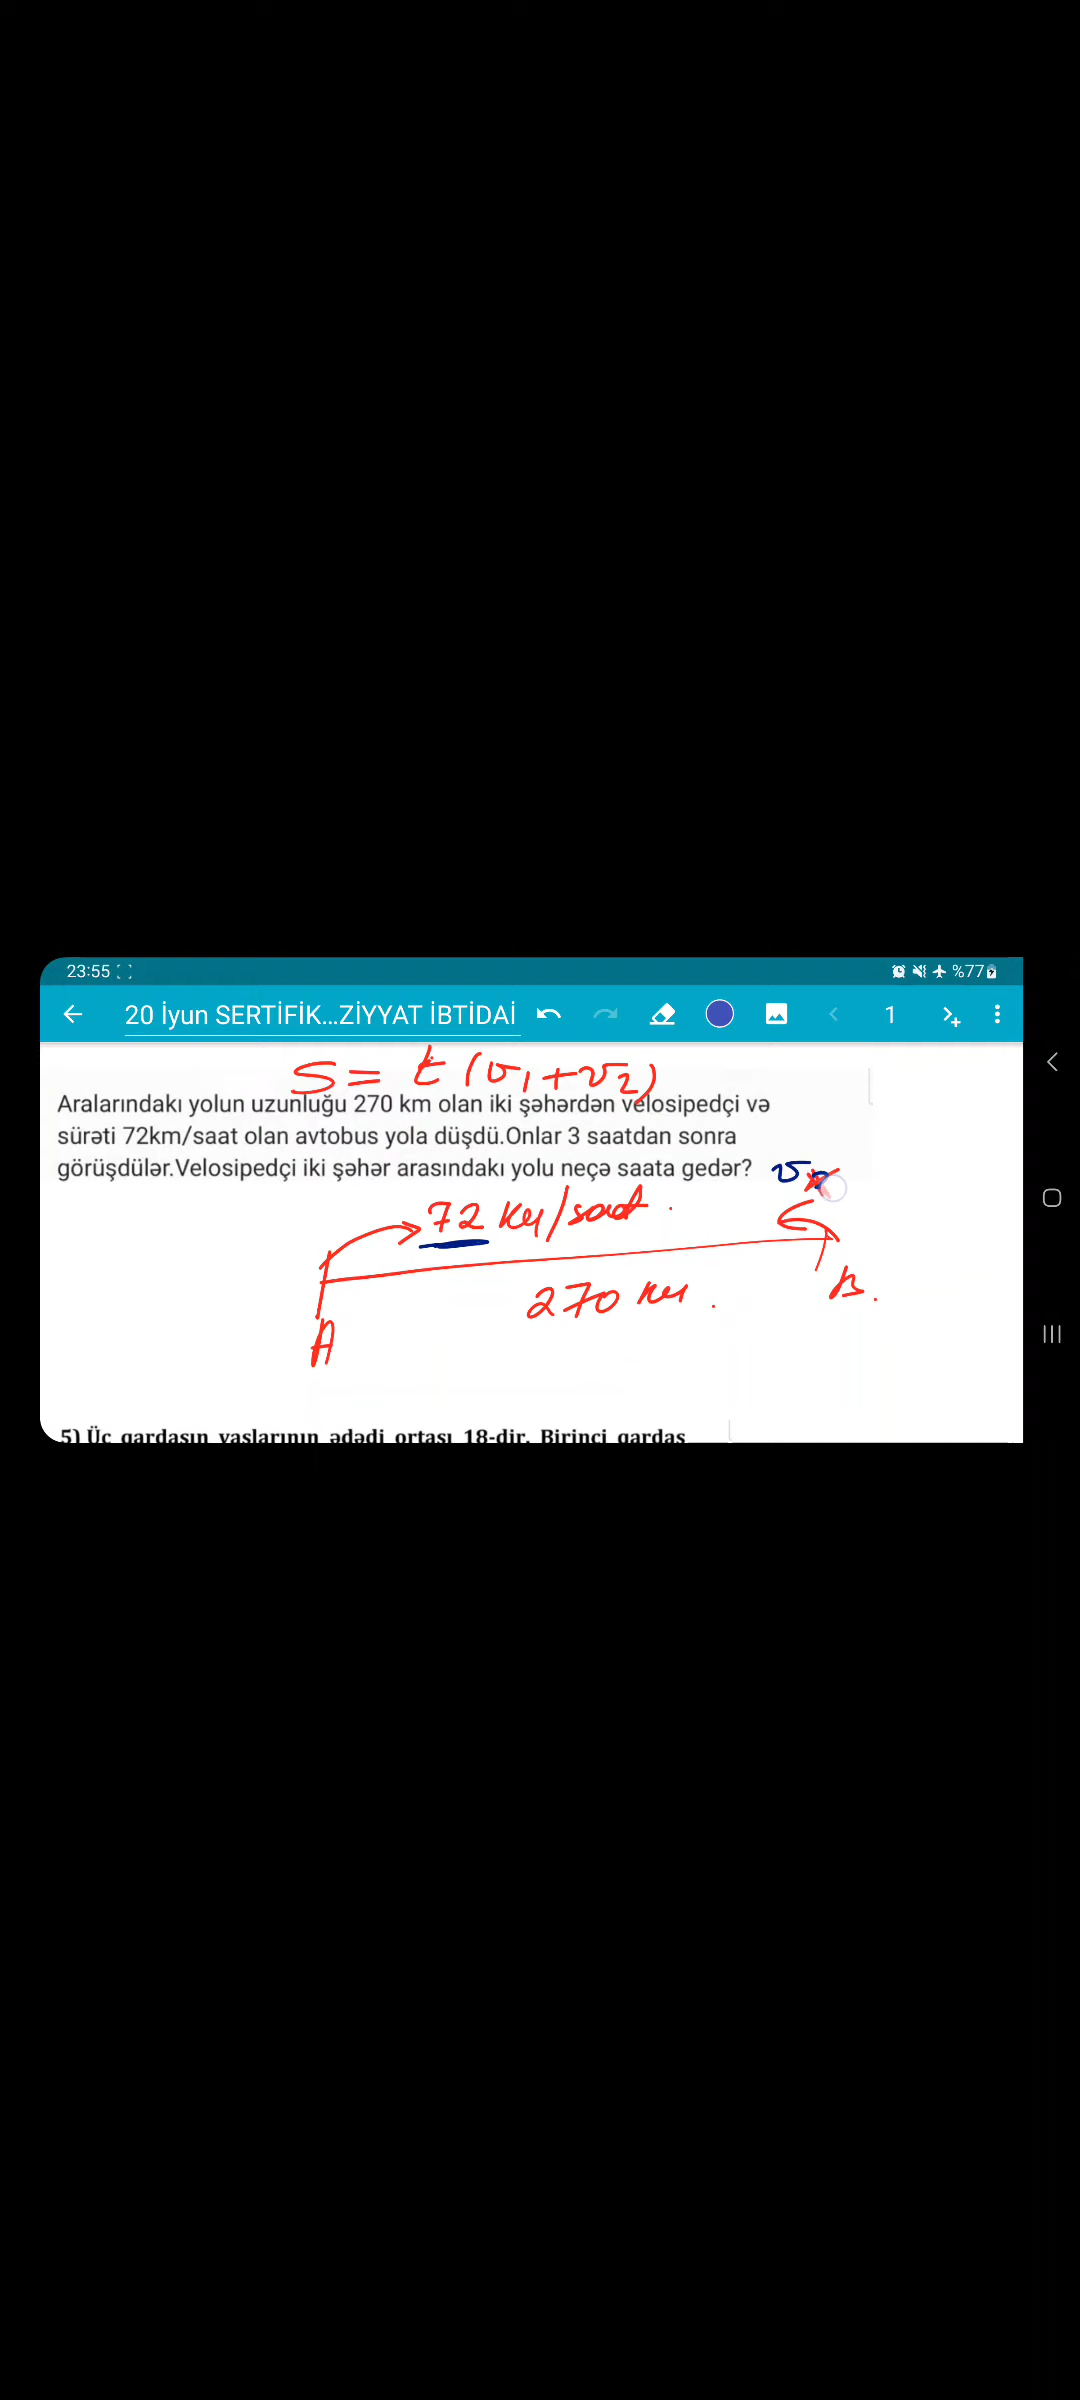 23:55
%77
20 İyun SERTİFİK...ZİYYAT İBTİDAİ
1
S = t (v1+v2)
Aralarındakı yolun uzunluğu 270 km olan iki şəhərdən velosipedçi və
sürəti 72km/saat olan avtobus yola düşdü.Onlar 3 saatdan sonra
görüşdülər.Velosipedçi iki şəhər arasındakı yolu neçə saata gedər?
72 km/saat
270 km
A
B
5) Üç qardaşın yaşlarının ədədi ortası 18-dir. Birinci qardaş